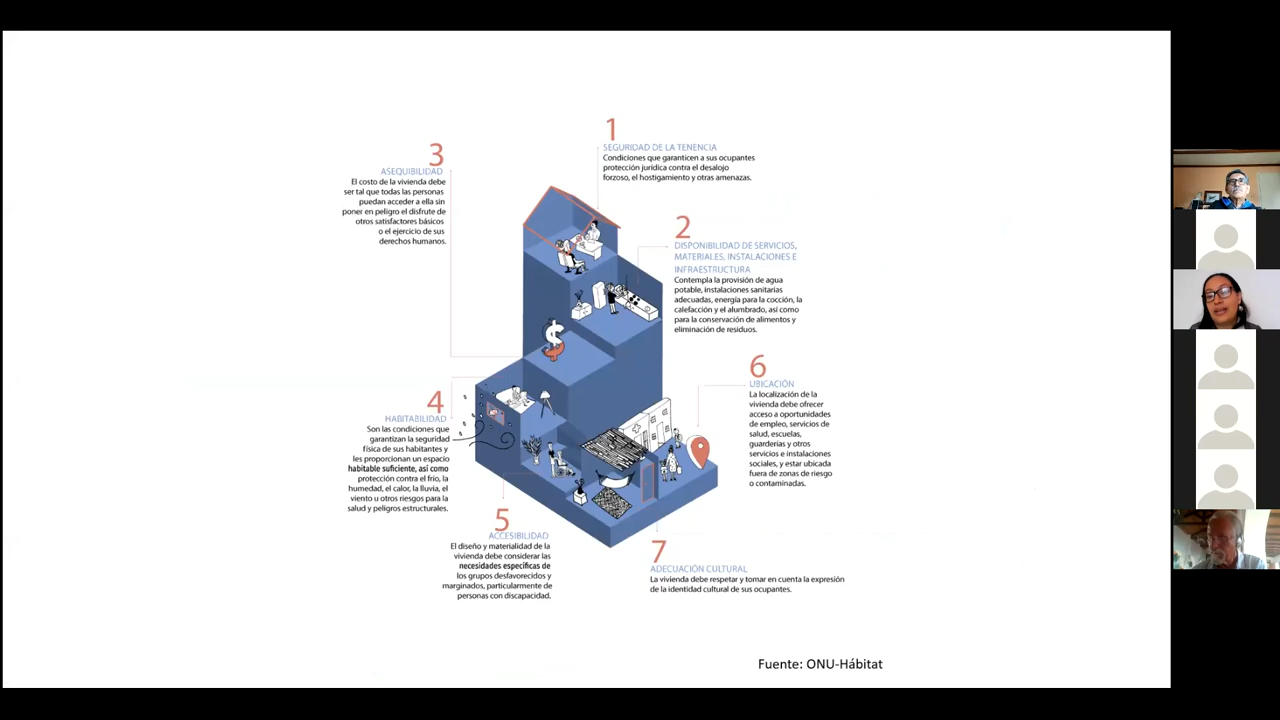 1
SEGURIDAD DE LA TENENCIA
Condiciones que garanticen a sus ocupantes
protección jurídica contra el desalojo
forzoso, el hostigamiento y otras amenazas.
2
DISPONIBILIDAD DE SERVICIOS,
MATERIALES, INSTALACIONES E
INFRAESTRUCTURA
Contempla la provisión de agua
potable, instalaciones sanitarias
adecuadas, energía para la cocción, la
calefacción y el alumbrado, así como
para la conservación de alimentos y
eliminación de residuos.
3
ASEQUIBILIDAD
El costo de la vivienda debe
ser tal que todas las personas
puedan acceder a ella sin
poner en peligro el disfrute de
otros satisfactores básicos
o el ejercicio de sus
derechos humanos.
4
HABITABILIDAD
Son las condiciones que
garantizan la seguridad
física de sus habitantes y
les proporcionan un espacio
habitable suficiente, así como
protección contra el frío, la
humedad, el calor, la lluvia, el
viento u otros riesgos para la
salud y peligros estructurales.
5
ACCESIBILIDAD
El diseño y materialidad de la
vivienda debe considerar las
necesidades específicas de
los grupos desfavorecidos y
marginados, particularmente de
personas con discapacidad.
6
UBICACIÓN
La localización de la
vivienda debe ofrecer
acceso a oportunidades
de empleo, servicios de
salud, escuelas,
guarderías y otros
servicios e instalaciones
sociales, y estar ubicada
fuera de zonas de riesgo
o contaminadas.
7
ADECUACIÓN CULTURAL
La vivienda debe respetar y tomar en cuenta la expresión
de la identidad cultural de sus ocupantes.
$
Fuente: ONU-Hábitat